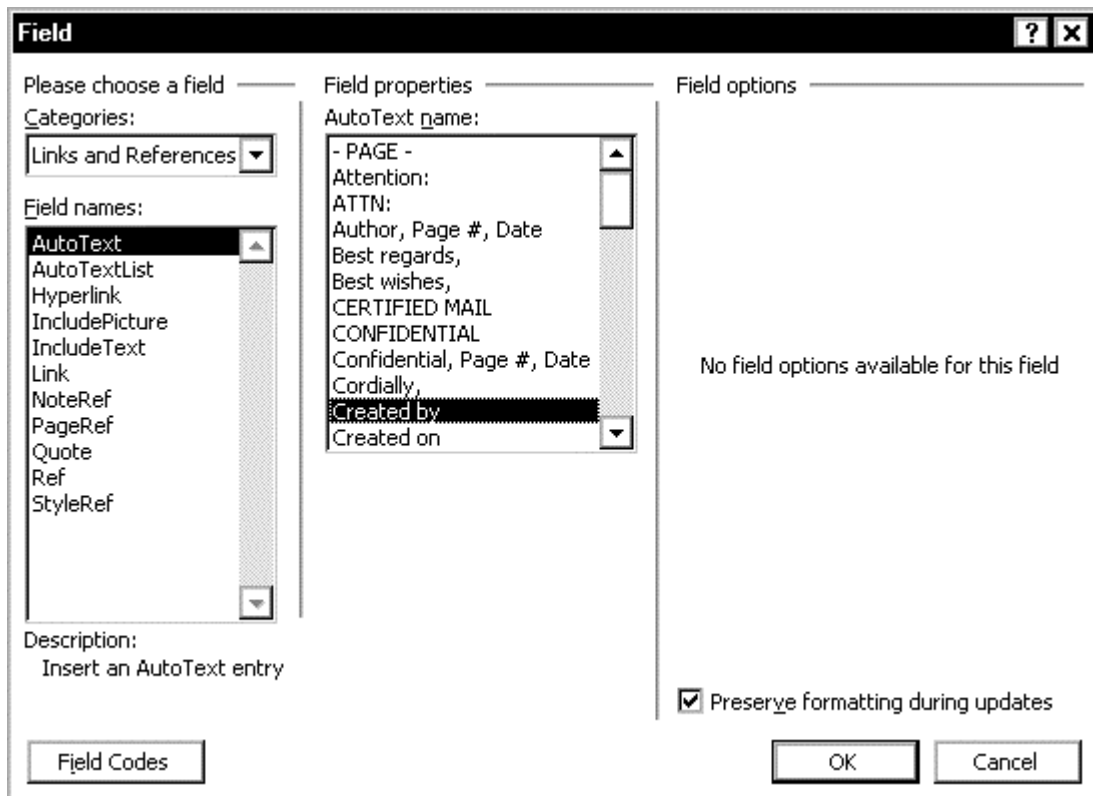 Field
Please choose a field
Categories:
Links and References
Field names:
AutoText
AutoTextList
Hyperlink
IncludePicture
IncludeText
Link
NoteRef
PageRef
Quote
Ref
StyleRef
Description:
Insert an AutoText entry
Field Codes
Field properties
AutoText name:
- PAGE -
Attention:
ATTN:
Author, Page #, Date
Best regards,
Best wishes,
CERTIFIED MAIL
CONFIDENTIAL
Confidential, Page #, Date
Cordially,
Created by
Created on
Field options
No field options available for this field
Preserve formatting during updates
OK
Cancel